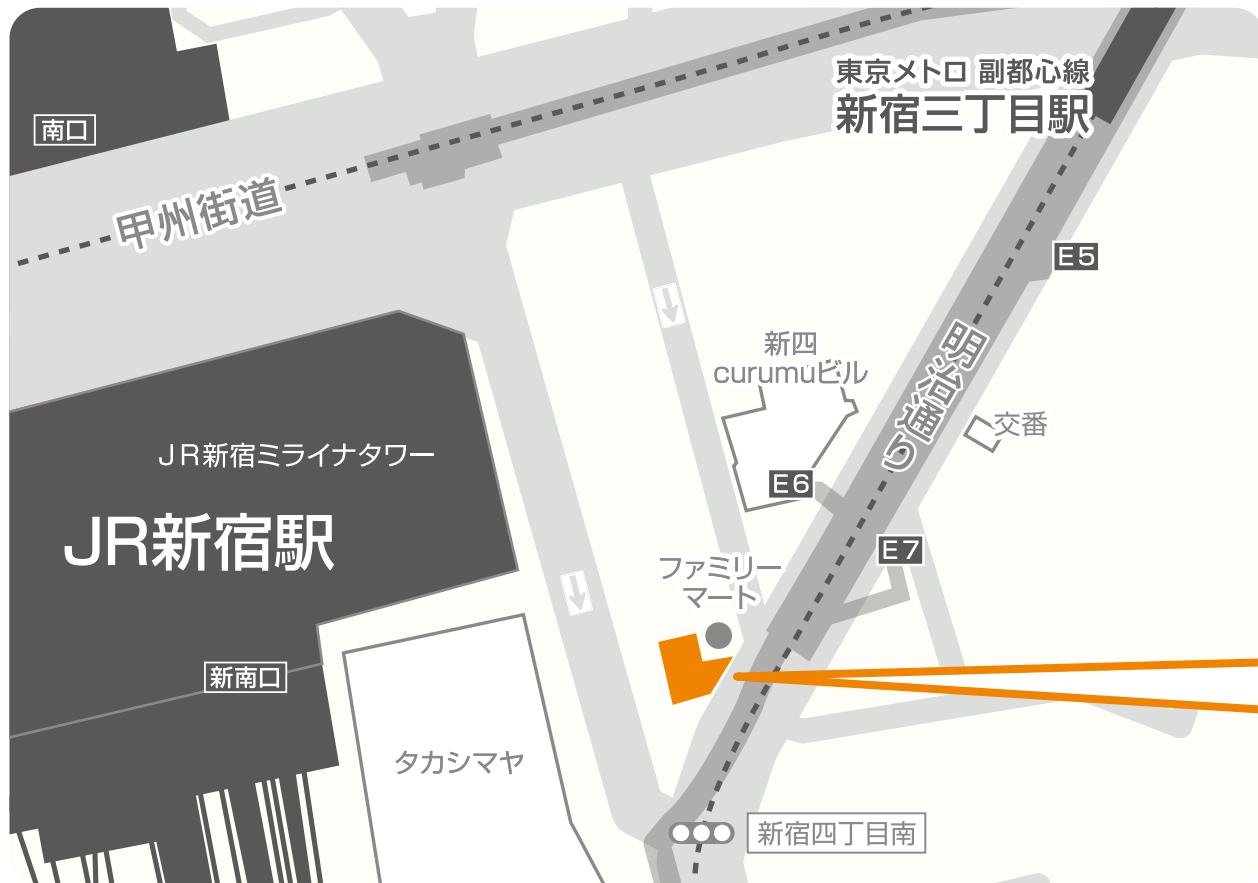 東京メトロ 副都心線
新宿三丁目駅
南口
甲州街道
E5
新四
curumuビル
明治通り
交番
JR新宿ミライナタワー
E6
JR新宿駅
E7
ファミリー
マート
新南口
タカシマヤ
新宿四丁目南